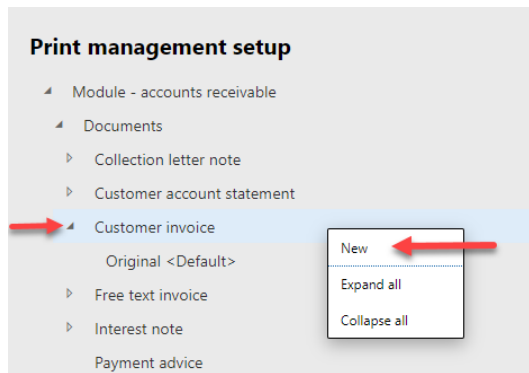 Print management setup
Module - accounts receivable
Documents
Collection letter note
Customer account statement
Customer invoice
Original <Default>
Free text invoice
Interest note
Payment advice
New
Expand all
Collapse all